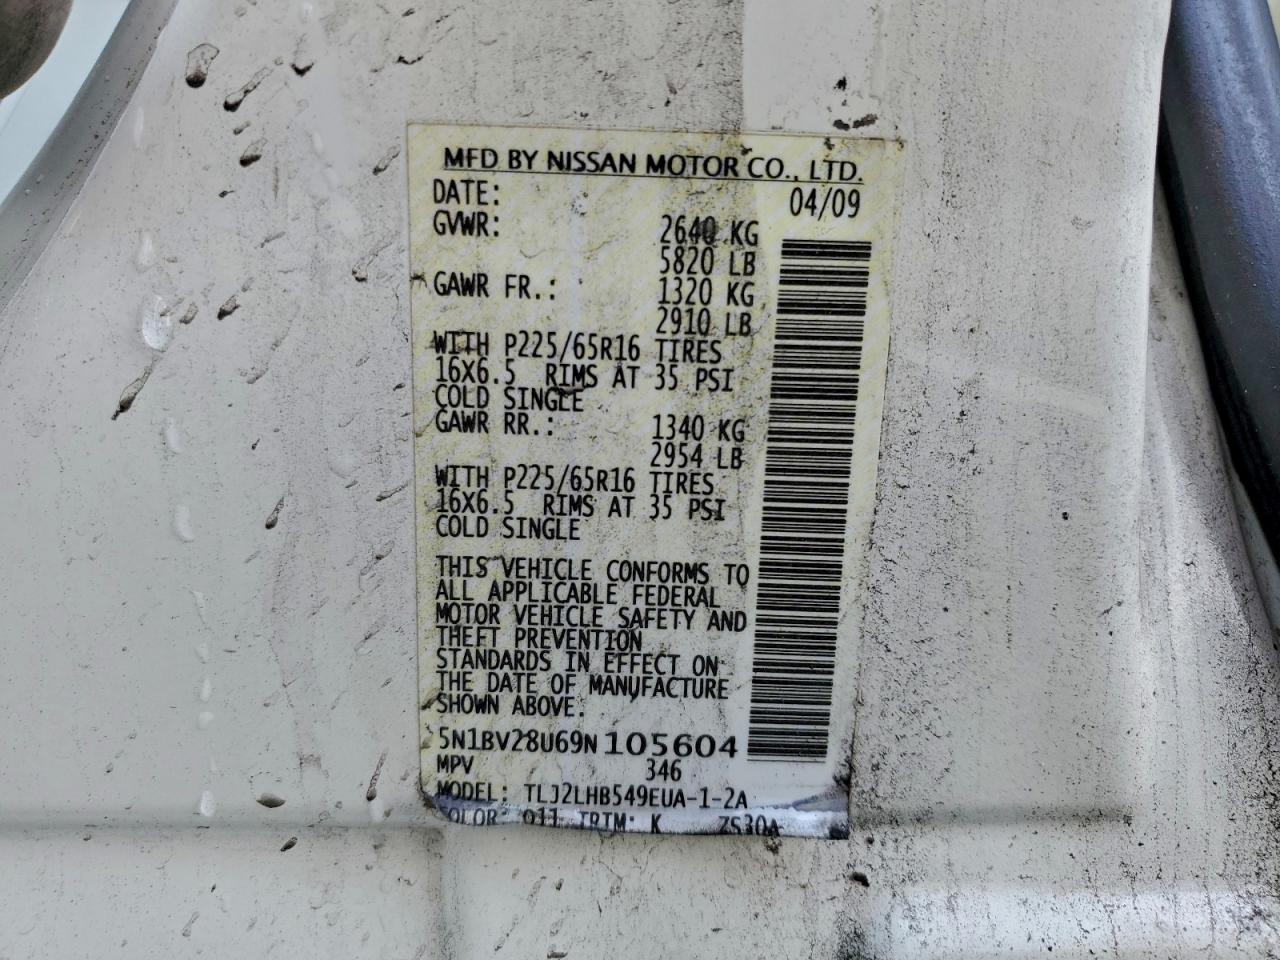 MFD BY NISSAN MOTOR CO., LTD.
DATE: 04/09
GVWR: 2640 KG
5820 LB
GAWR FR.: 1320 KG
2910 LB
WITH P225/65R16 TIRES
16X6.5 RIMS AT 35 PSI
COLD SINGLE
GAWR RR.: 1340 KG
2954 LB
WITH P225/65R16 TIRES
16X6.5 RIMS AT 35 PSI
COLD SINGLE
THIS VEHICLE CONFORMS TO
ALL APPLICABLE FEDERAL
MOTOR VEHICLE SAFETY AND
THEFT PREVENTION
STANDARDS IN EFFECT ON
THE DATE OF MANUFACTURE
SHOWN ABOVE.
5N1BV28U69N105604
MPV 346
MODEL: TLJ2LHB549EUA-1-2A
COLOR: TRIM: K ZS30A